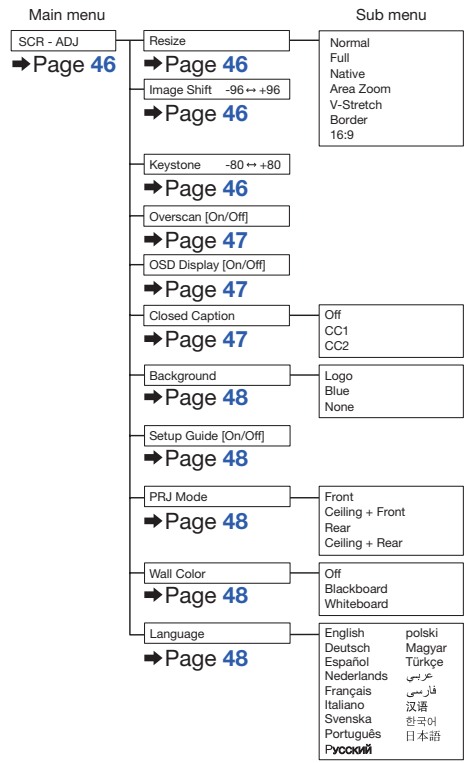 Main menu
Sub menu
SCR - ADJ
➡Page 46
Resize
➡Page 46
Normal
Full
Native
Area Zoom
V-Stretch
Border
16:9
Image Shift -96 ↔ +96
➡Page 46
Keystone -80 ↔ +80
➡Page 46
Overscan [On/Off]
➡Page 47
OSD Display [On/Off]
➡Page 47
Closed Caption
➡Page 47
Off
CC1
CC2
Background
➡Page 48
Logo
Blue
None
Setup Guide [On/Off]
➡Page 48
PRJ Mode
➡Page 48
Front
Ceiling + Front
Rear
Ceiling + Rear
Wall Color
➡Page 48
Off
Blackboard
Whiteboard
Language
➡Page 48
English
Deutsch
Español
Nederlands
Français
Italiano
Svenska
Português
Русский
polski
Magyar
Türkçe
عربي
فارسی
汉语
한국어
日本語